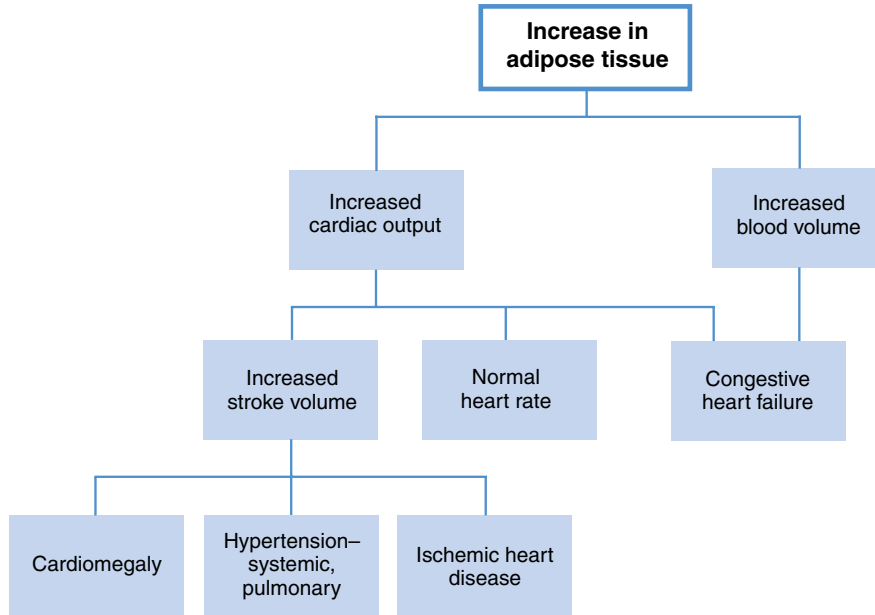 Increase in
adipose tissue
Increased
cardiac output
Increased
blood volume
Increased
stroke volume
Normal
heart rate
Congestive
heart failure
Cardiomegaly
Hypertension–
systemic,
pulmonary
Ischemic heart
disease